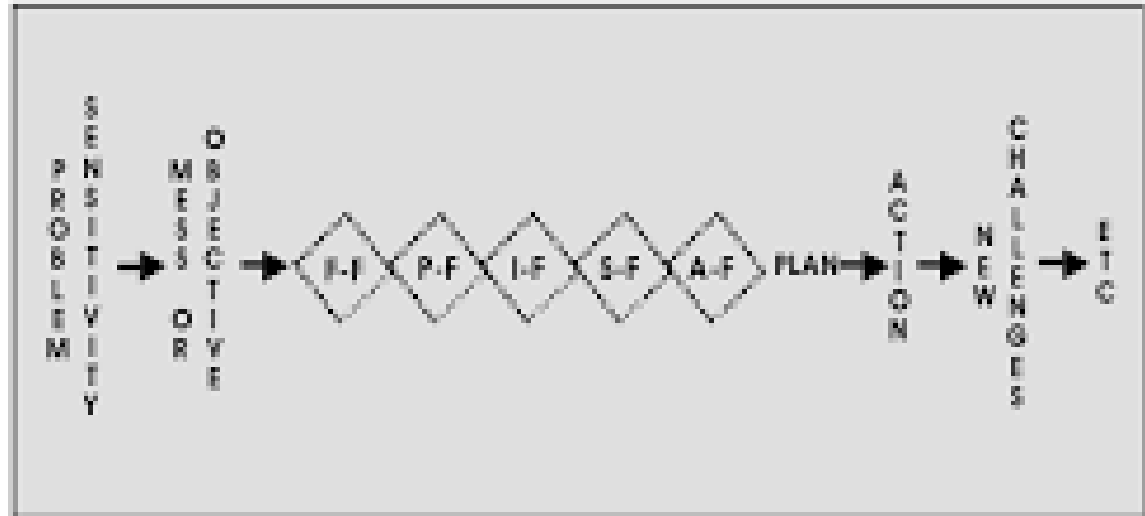 PROBLEM
SENSITIVITY
MESS OR
OBJECTIVE
F-F
P-F
I-F
S-F
A-F
PLAN
ACTION
NEW
CHALLENGES
ETC